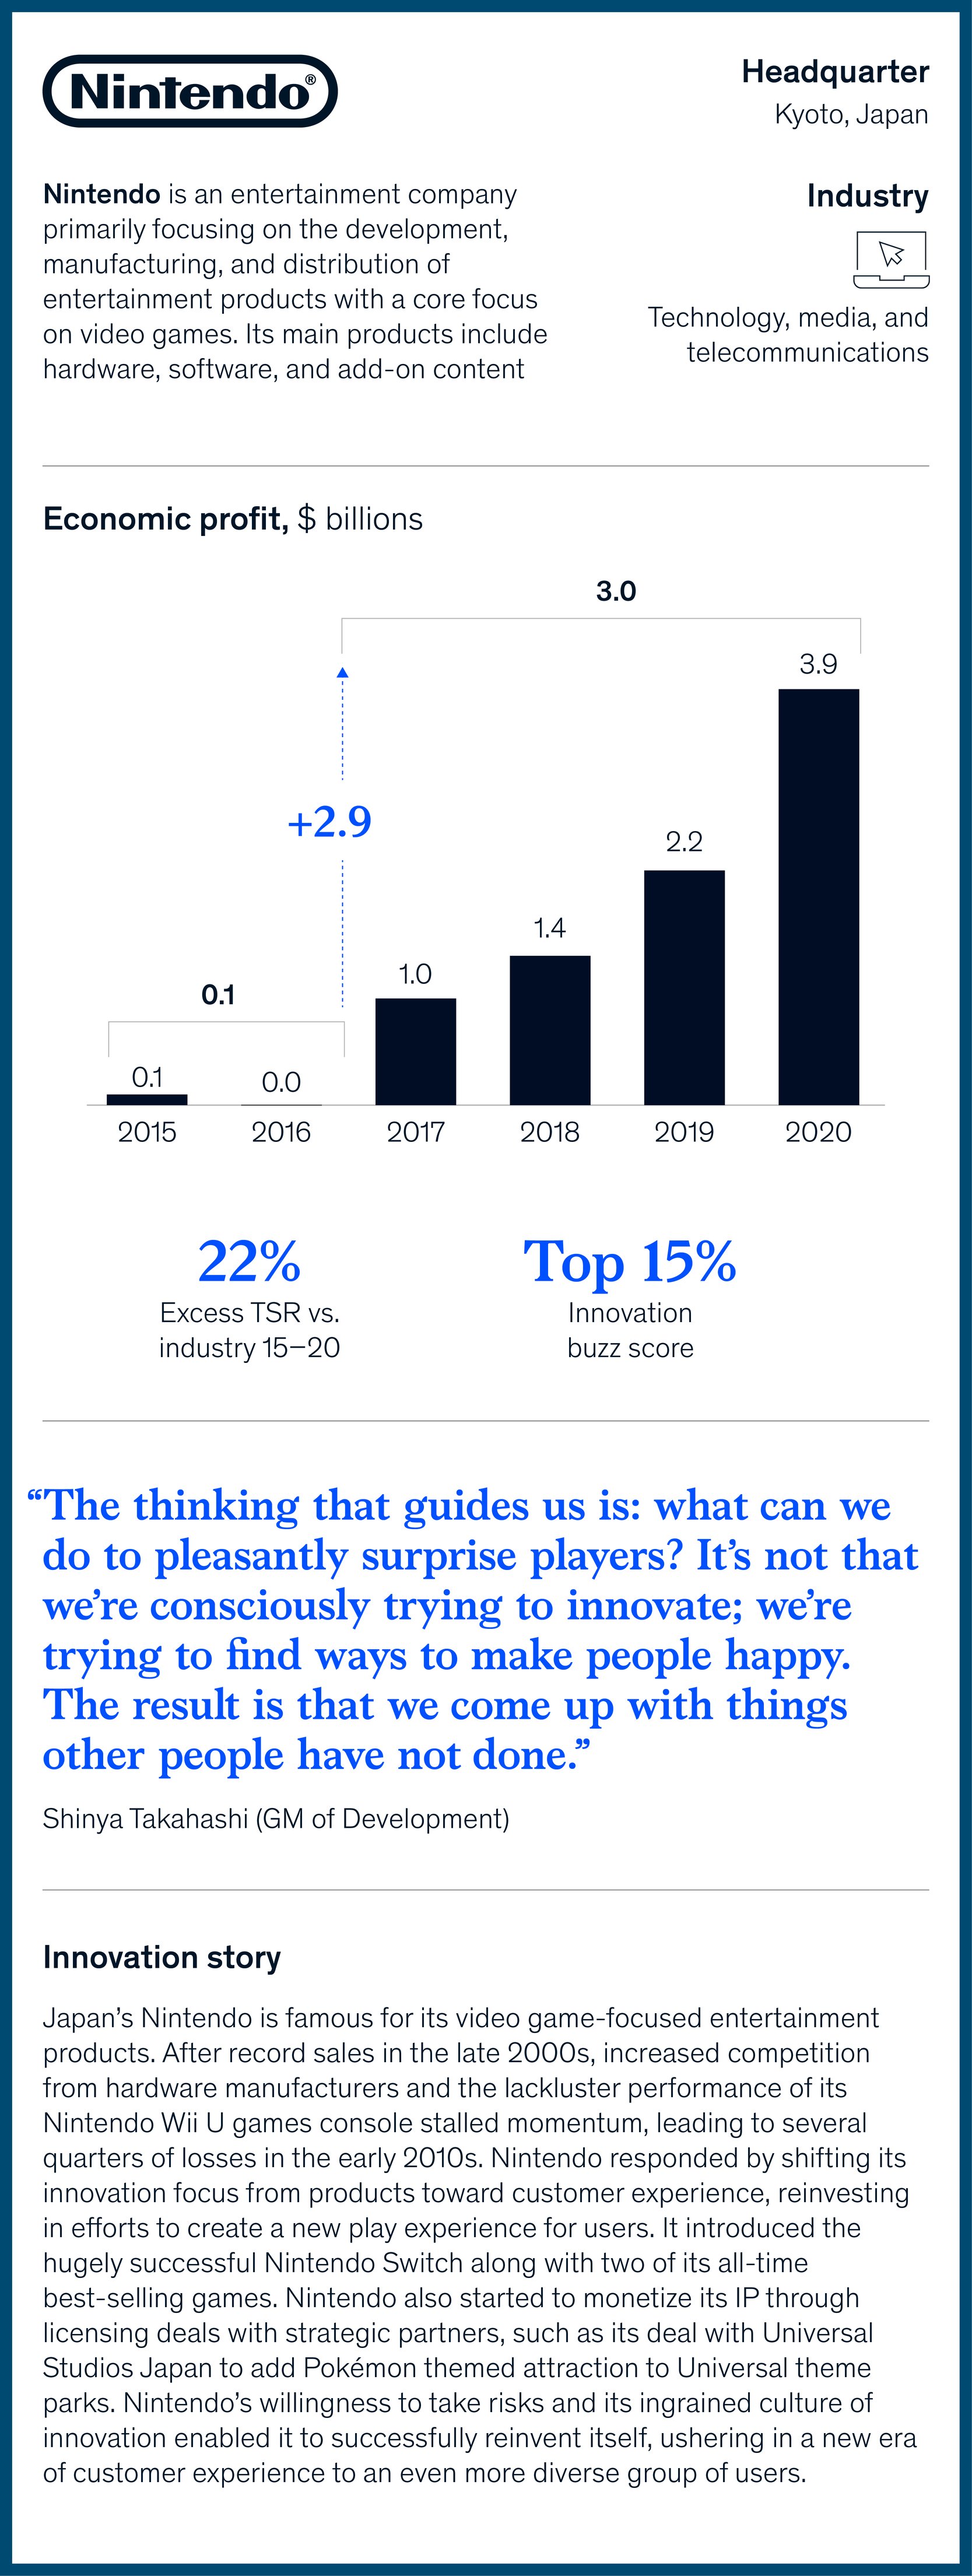 Nintendo®
Headquarter
Kyoto, Japan
Nintendo is an entertainment company
primarily focusing on the development,
manufacturing, and distribution of
entertainment products with a core focus
on video games. Its main products include
hardware, software, and add-on content
Industry
Technology, media, and
telecommunications
Economic profit, $ billions
3.0
3.9
+2.9
2.2
1.4
1.0
0.1
0.1
0.0
2015
2016
2017
2018
2019
2020
22%
Excess TSR vs.
industry 15–20
Top 15%
Innovation
buzz score
“The thinking that guides us is: what can we
do to pleasantly surprise players? It’s not that
we’re consciously trying to innovate; we’re
trying to find ways to make people happy.
The result is that we come up with things
other people have not done.”
Shinya Takahashi (GM of Development)
Innovation story
Japan’s Nintendo is famous for its video game-focused entertainment
products. After record sales in the late 2000s, increased competition
from hardware manufacturers and the lackluster performance of its
Nintendo Wii U games console stalled momentum, leading to several
quarters of losses in the early 2010s. Nintendo responded by shifting its
innovation focus from products toward customer experience, reinvesting
in efforts to create a new play experience for users. It introduced the
hugely successful Nintendo Switch along with two of its all-time
best-selling games. Nintendo also started to monetize its IP through
licensing deals with strategic partners, such as its deal with Universal
Studios Japan to add Pokémon themed attraction to Universal theme
parks. Nintendo’s willingness to take risks and its ingrained culture of
innovation enabled it to successfully reinvent itself, ushering in a new era
of customer experience to an even more diverse group of users.